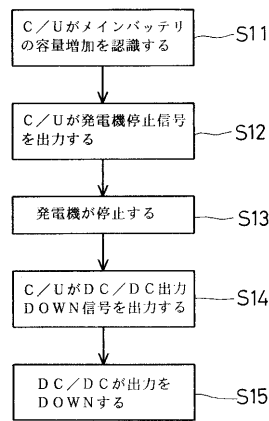 C／Uがメインバッテリ
の容量増加を認識する
S11
C／Uが発電機停止信号
を出力する
S12
発電機が停止する
S13
C／UがDC／DC出力
DOWN信号を出力する
S14
DC／DCが出力を
DOWNする
S15